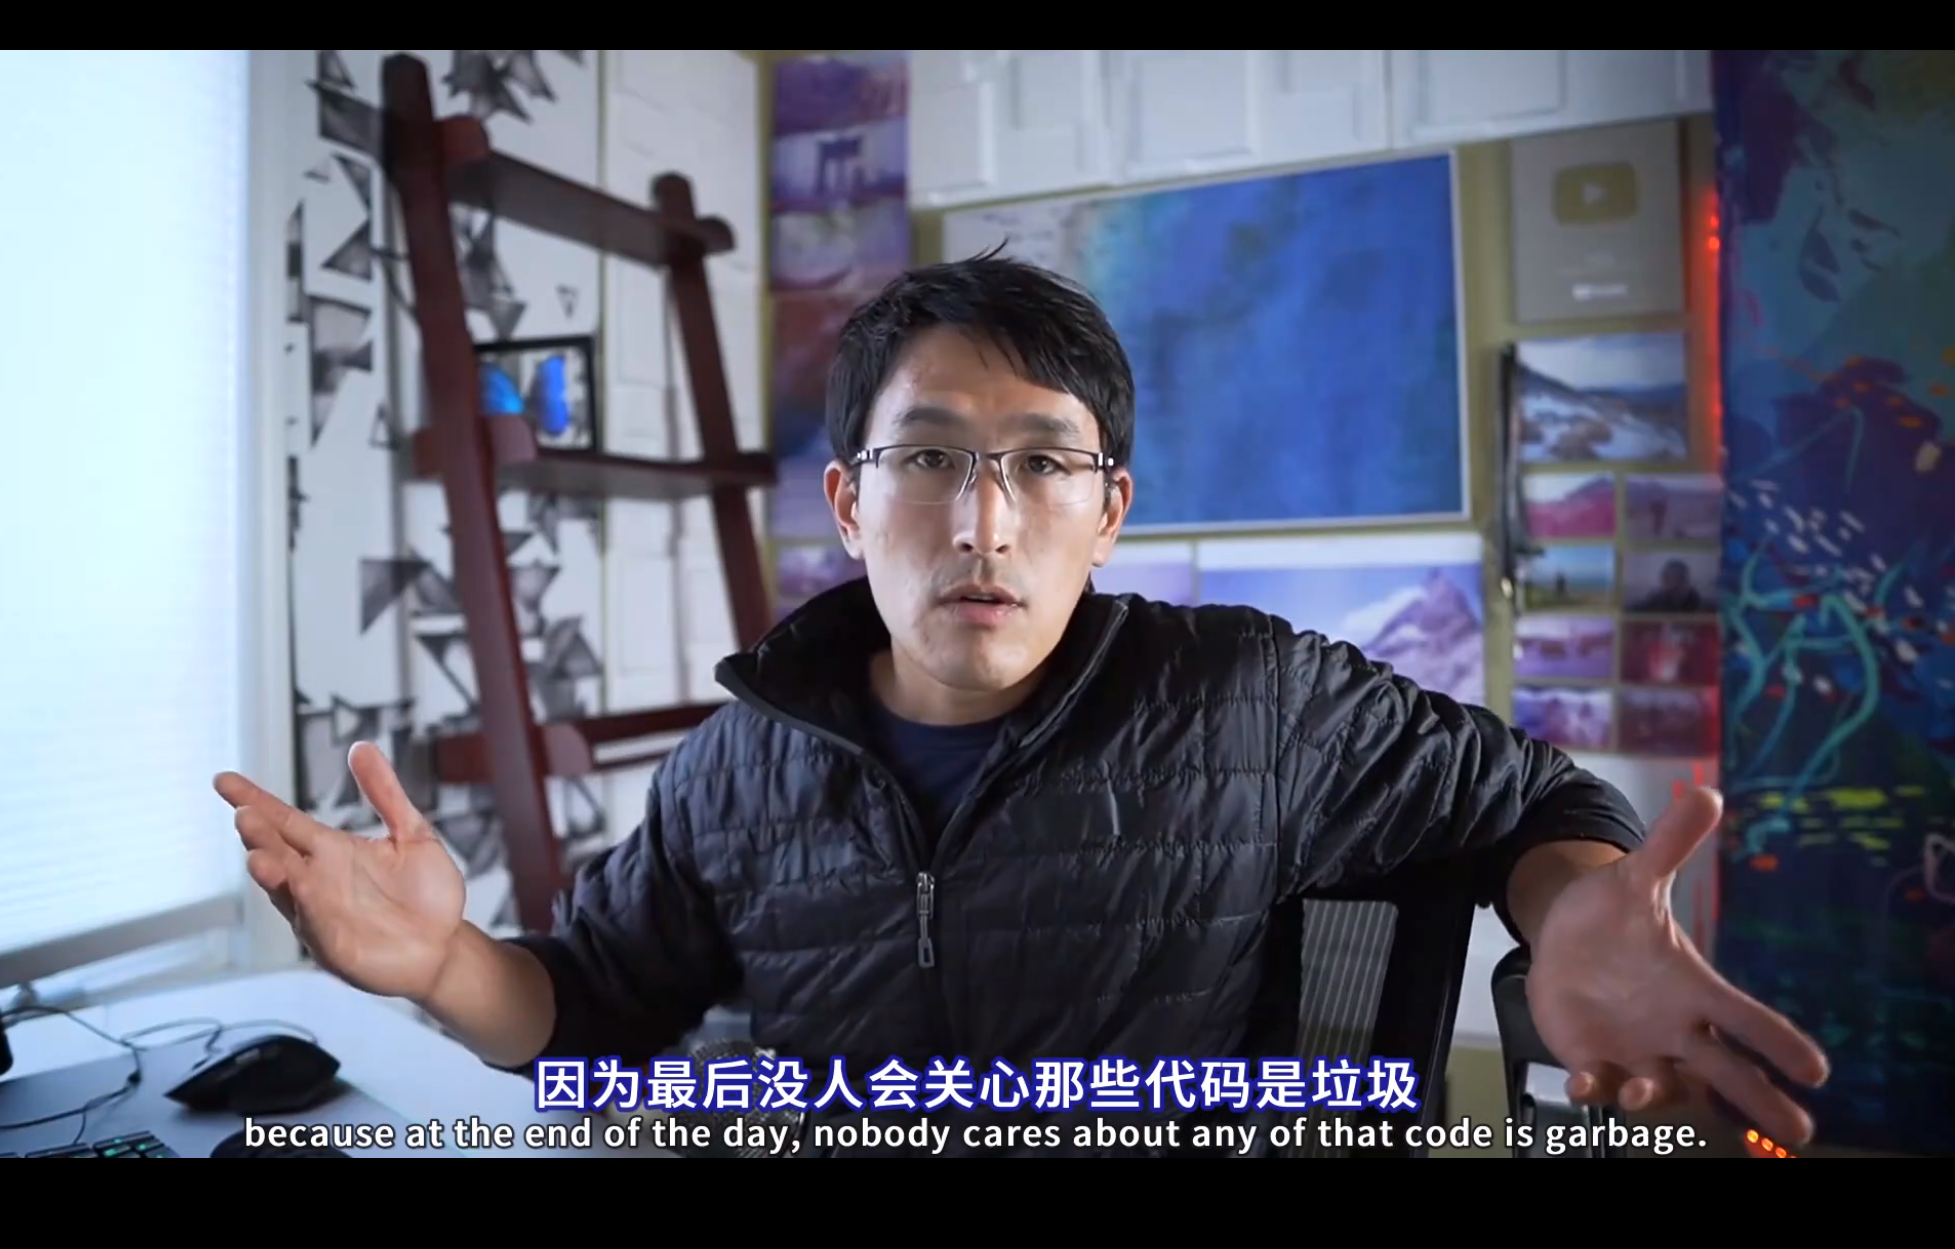 因为最后没人会关心那些代码是垃圾
because at the end of the day, nobody cares about any of that code is garbage.